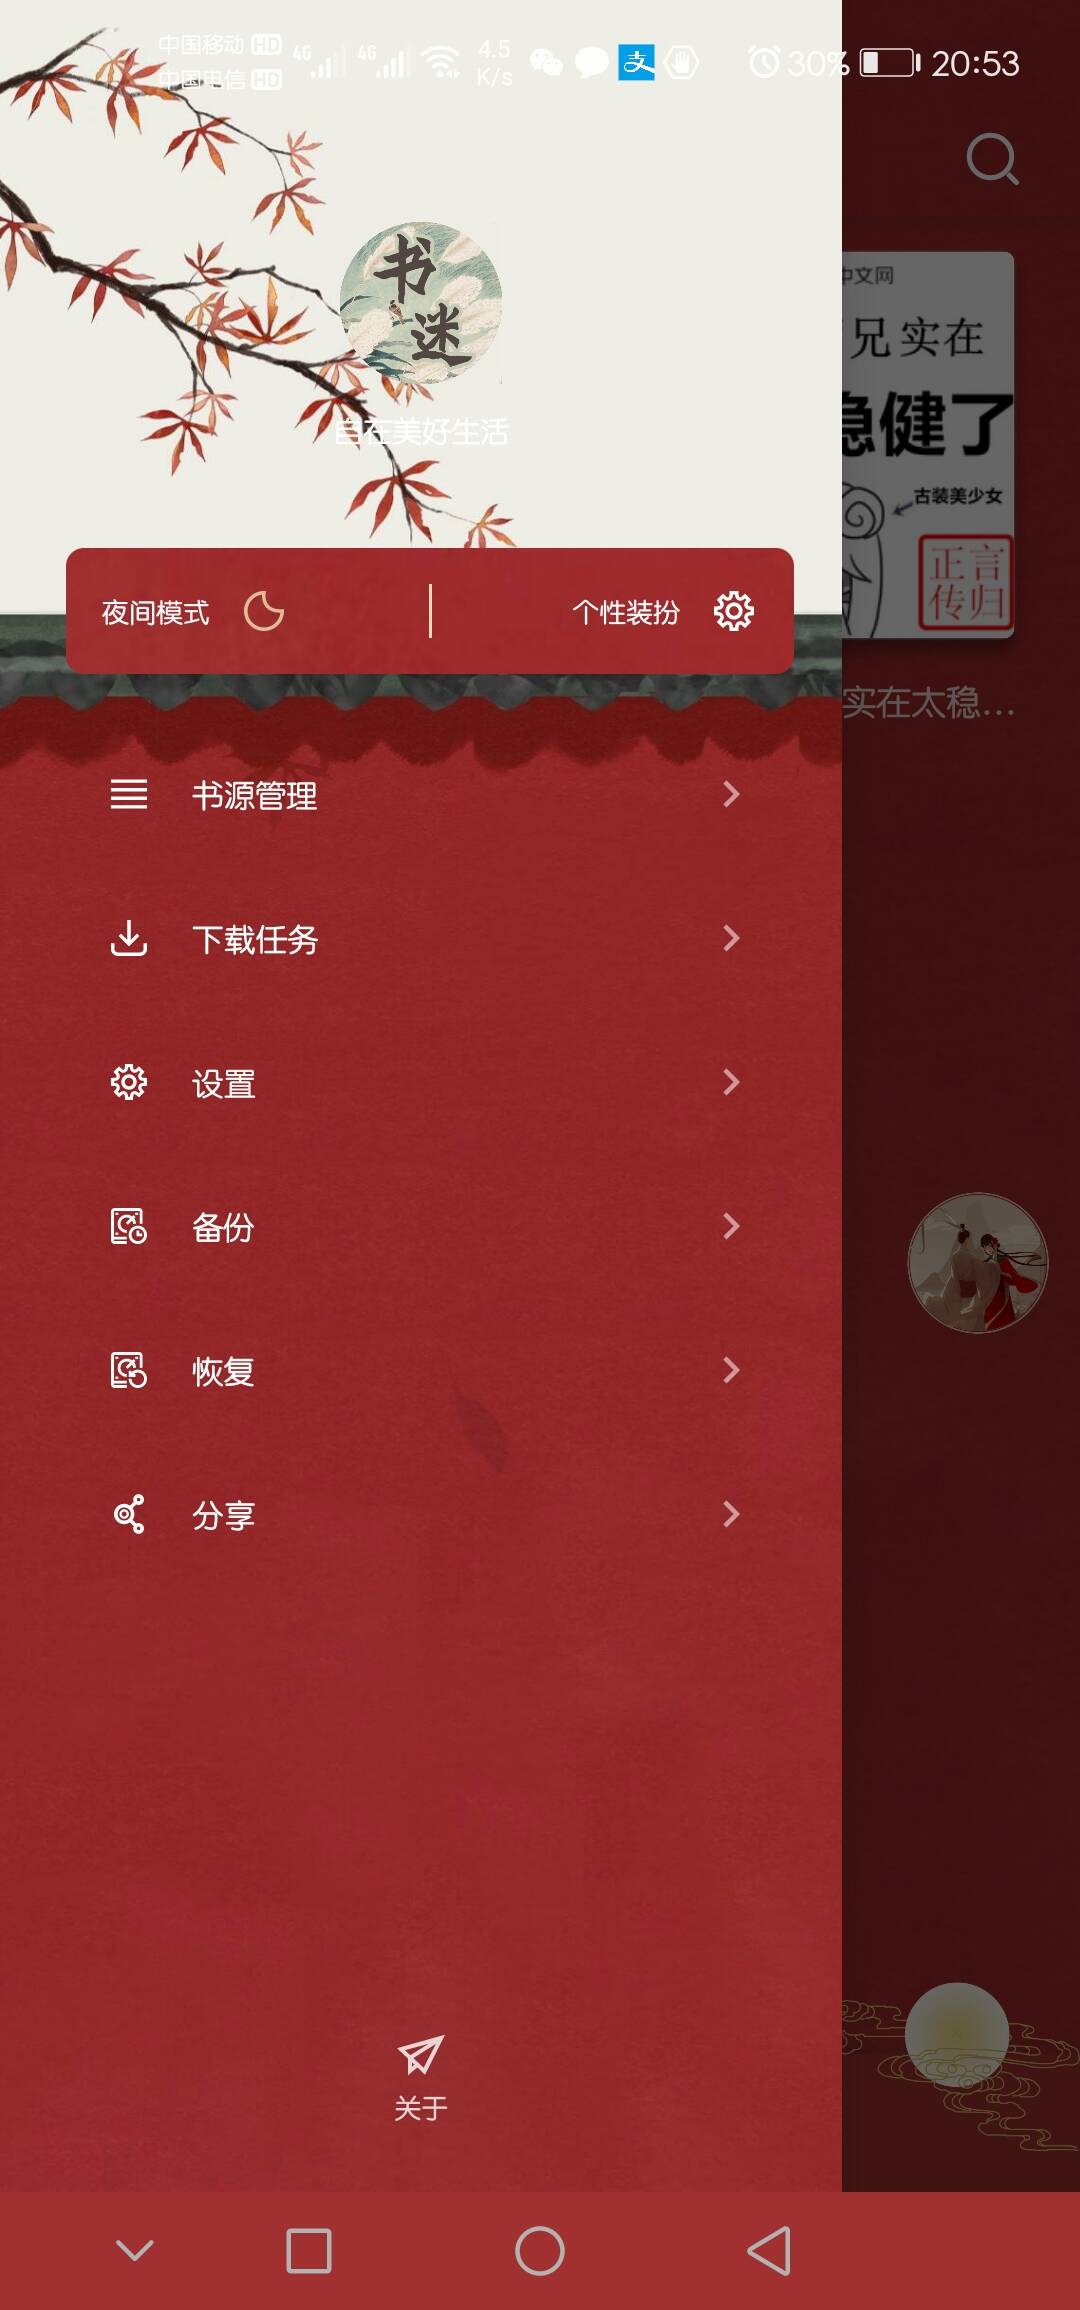 中国移动 HD
中国电信 HD
4G
4G
4.5
K/s
支
30%
20:53
书
迷
自在美好生活
夜间模式
个性装扮
书源管理
下载任务
设置
备份
恢复
分享
关于
中文网
兄实在
稳健了
古装美少女
正言
传归
实在太稳...